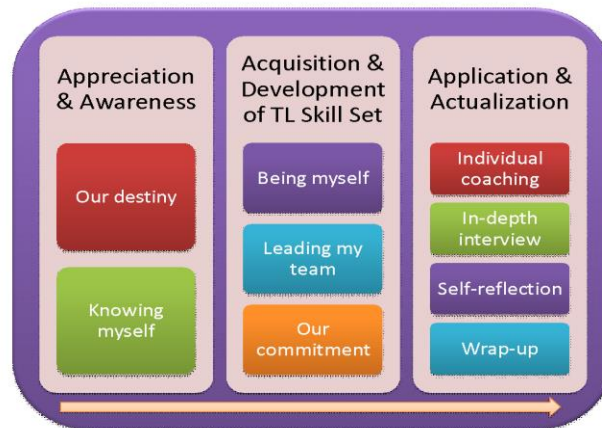 Appreciation
& Awareness
Our destiny
Knowing
myself
Acquisition &
Development
of TL Skill Set
Being myself
Leading my
team
Our
commitment
Application &
Actualization
Individual
coaching
In-depth
interview
Self-reflection
Wrap-up